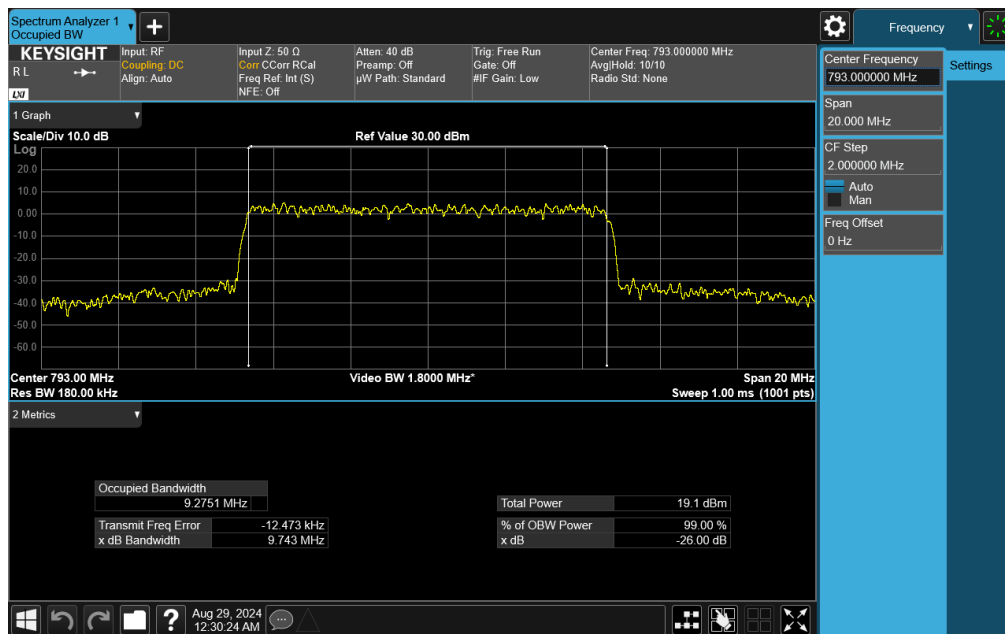 Spectrum Analyzer 1
Occupied BW
Frequency
KEYSIGHT
R L
LXI
Input: RF
Coupling: DC
Align: Auto
Input Z: 50 Ω
Corr CCorr RCal
Freq Ref: Int (S)
NFE: Off
Atten: 40 dB
Preamp: Off
µW Path: Standard
Trig: Free Run
Gate: Off
#IF Gain: Low
Center Freq: 793.000000 MHz
Avg|Hold: 10/10
Radio Std: None
Center Frequency
793.000000 MHz
Settings
Span
20.000 MHz
CF Step
2.000000 MHz
Auto
Man
Freq Offset
0 Hz
1 Graph
Scale/Div 10.0 dB
Ref Value 30.00 dBm
Log
20.0
10.0
0.00
-10.0
-20.0
-30.0
-40.0
-50.0
-60.0
Center 793.00 MHz
Video BW 1.8000 MHz*
Span 20 MHz
Res BW 180.00 kHz
Sweep 1.00 ms (1001 pts)
2 Metrics
Occupied Bandwidth
9.2751 MHz
Total Power 19.1 dBm
Transmit Freq Error -12.473 kHz
% of OBW Power 99.00 %
x dB Bandwidth 9.743 MHz
x dB -26.00 dB
Aug 29, 2024
12:30:24 AM